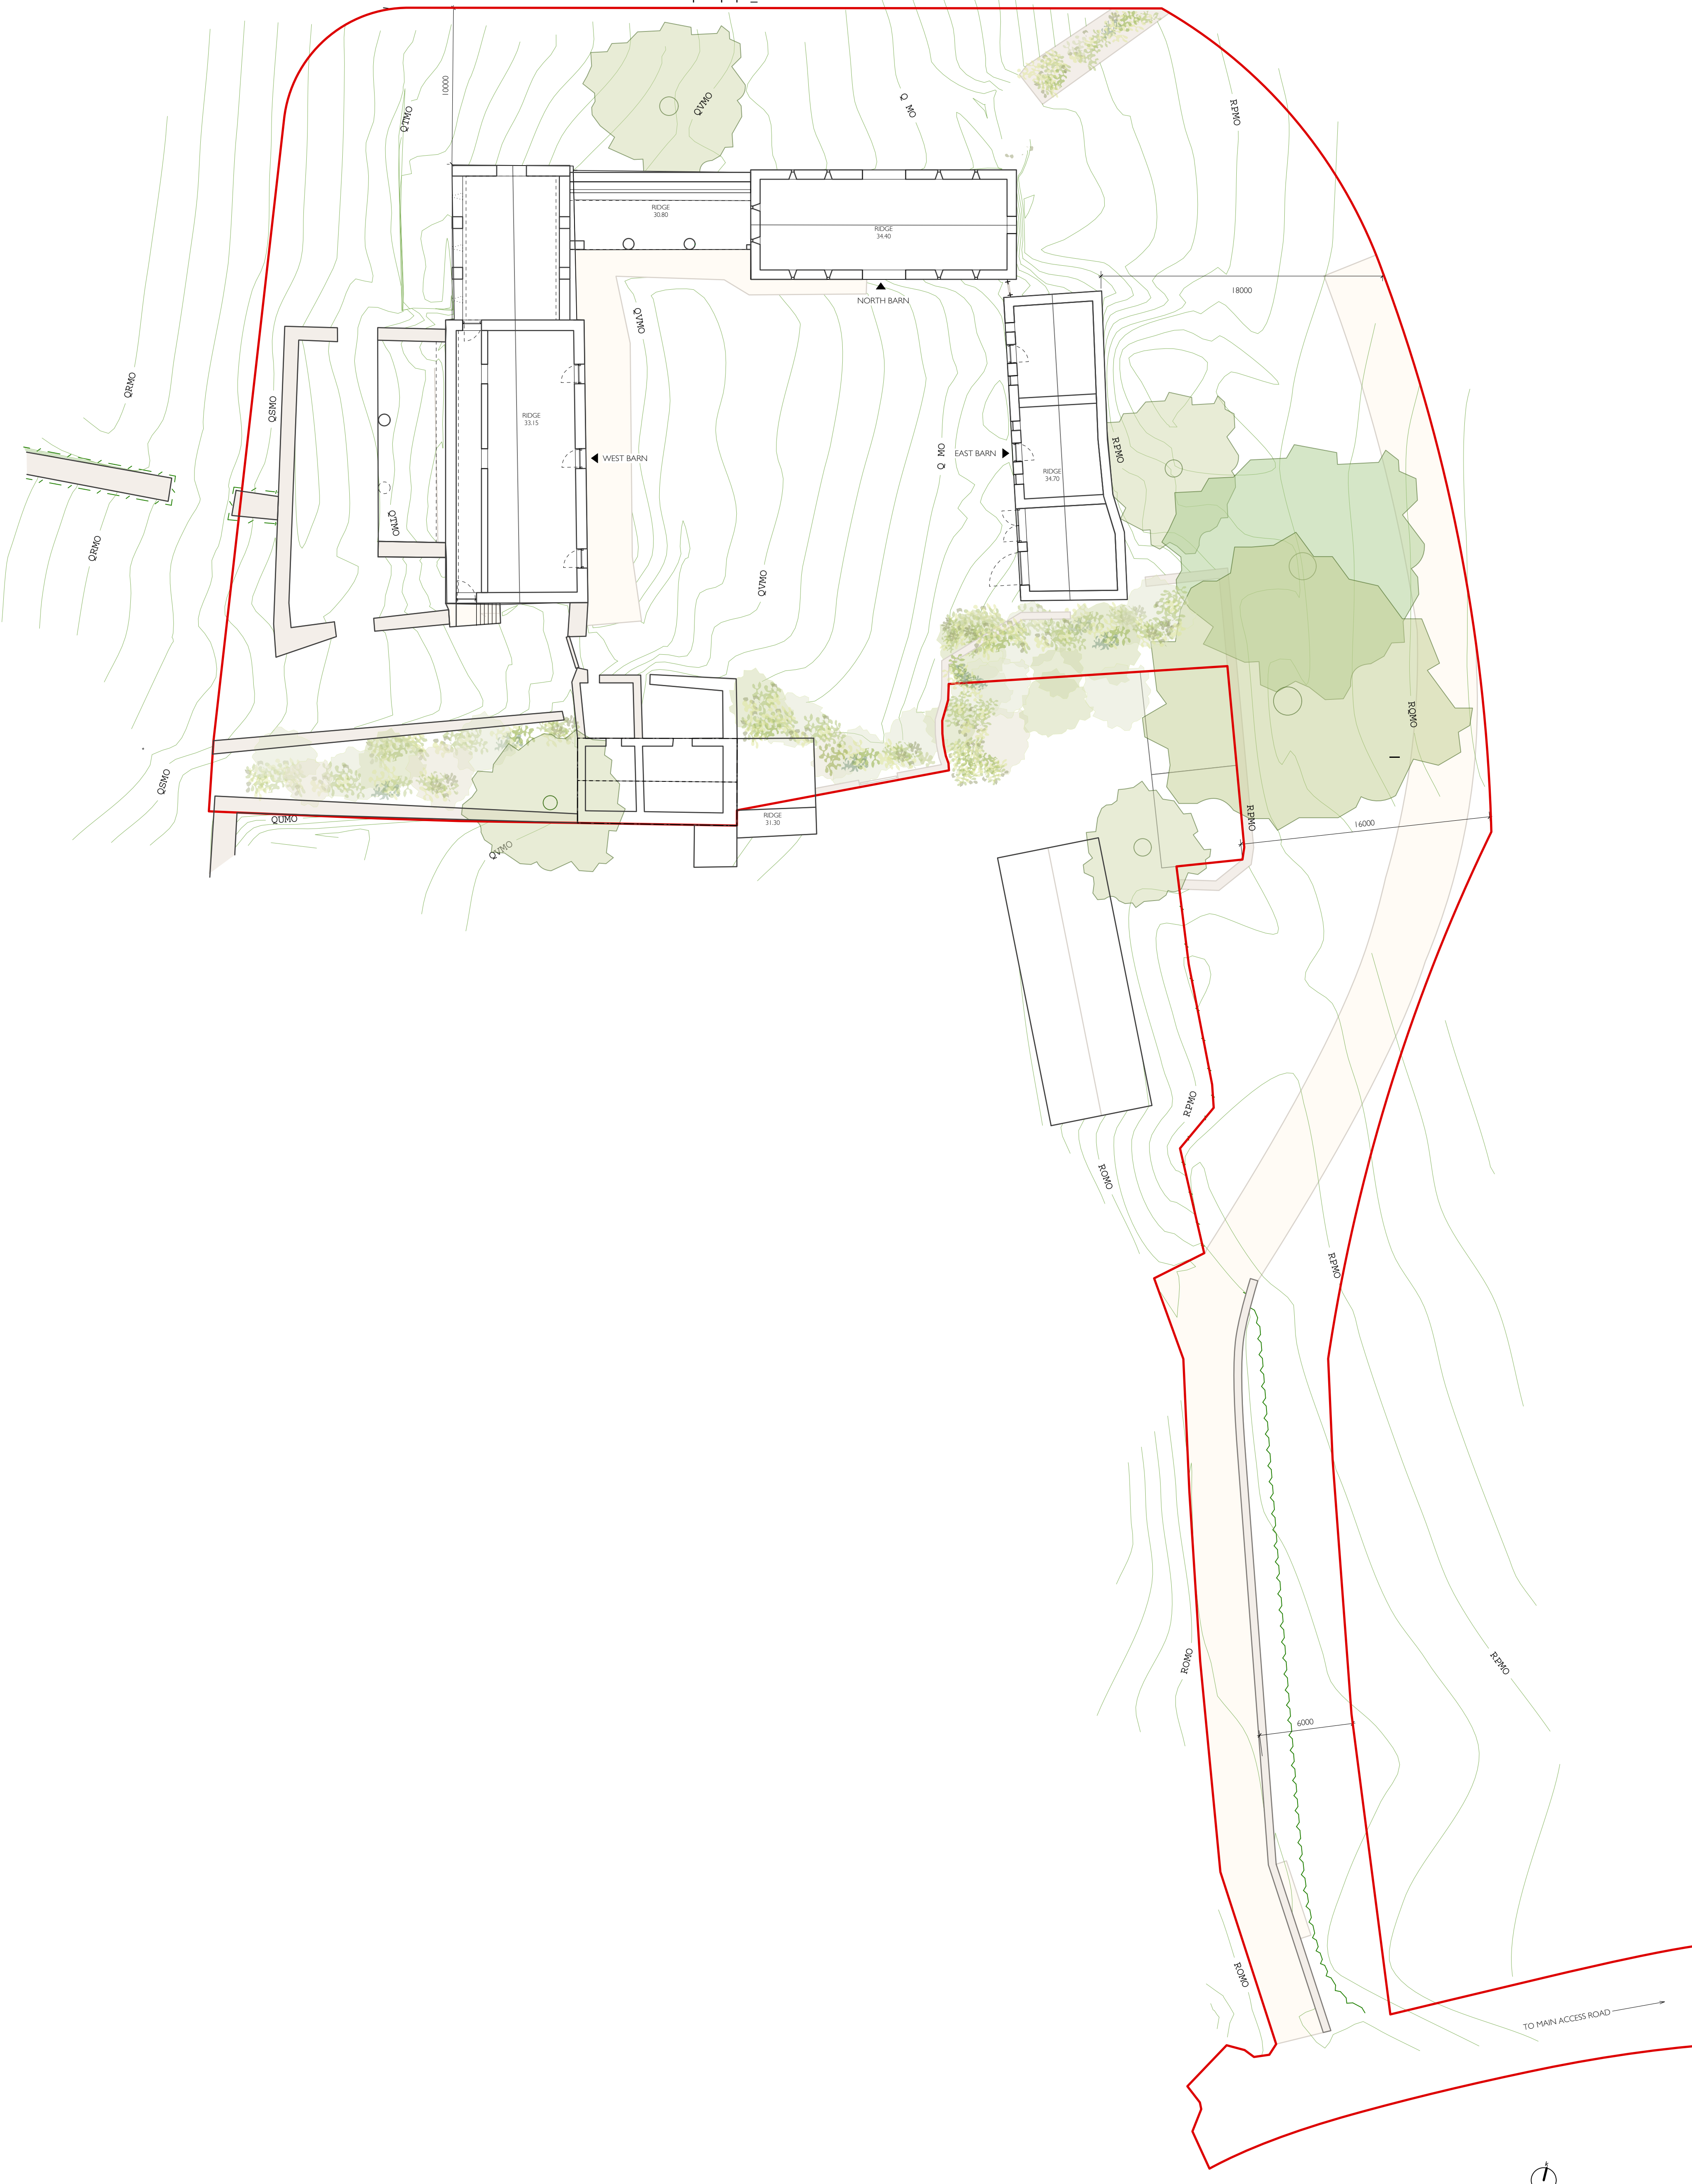 10000
QTMO
QVMO
Q MO
RPMO
RIDGE
30.80
RIDGE
34.40
18000
NORTH BARN
QVMO
QRMO
QSMO
RIDGE
33.15
WEST BARN
Q MO
EAST BARN
RPMO
RIDGE
34.70
QTMO
QRMO
QVMO
RQMO
QSMO
QUMO
RIDGE
31.30
RPMO
16000
QVMO
RPMO
ROMO
RPMO
ROMO
RPMO
6000
ROMO
TO MAIN ACCESS ROAD